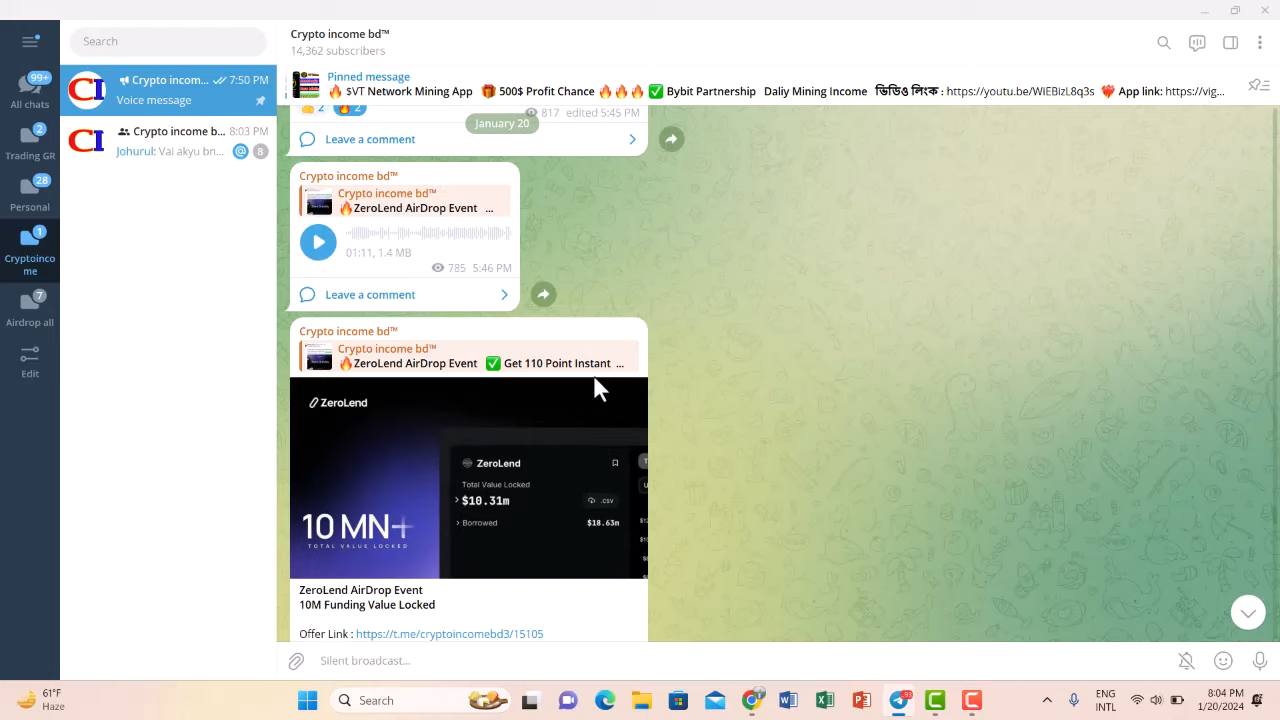 Search
Crypto income bd™
14,362 subscribers
Crypto incom... 7:50 PM
Voice message
99+
All chats
Crypto income b... 8:03 PM
Johurul: Vai akyu bn... @ 8
2
Trading GR
28
Personal
1
Cryptoinco
me
7
Airdrop all
Edit
Pinned message
🔥 $VT Network Mining App 🎁 500$ Profit Chance 🔥🔥🔥 ✅ Bybit Partnership Daliy Mining Income ভিডিও লিংক : https://youtu.be/WiEBizL8q3s ❤️‍🔥 App link: https://vig...
2 2 817 edited 5:45 PM
January 20
Leave a comment
Crypto income bd™
Crypto income bd™
🔥ZeroLend AirDrop Event ...
01:11, 1.4 MB
785 5:46 PM
Leave a comment
Crypto income bd™
Crypto income bd™
🔥ZeroLend AirDrop Event ✅ Get 110 Point Instant ...
ZeroLend
ZeroLend
Total Value Locked
$10.31m
.csv
Borrowed $18.63m
10 MN+
TOTAL VALUE LOCKED
ZeroLend AirDrop Event
10M Funding Value Locked
Offer Link : https://t.me/cryptoincomebd3/15105
Silent broadcast...
61°F
Haze
Search
ENG
INTL
8:04 PM
1/20/2024